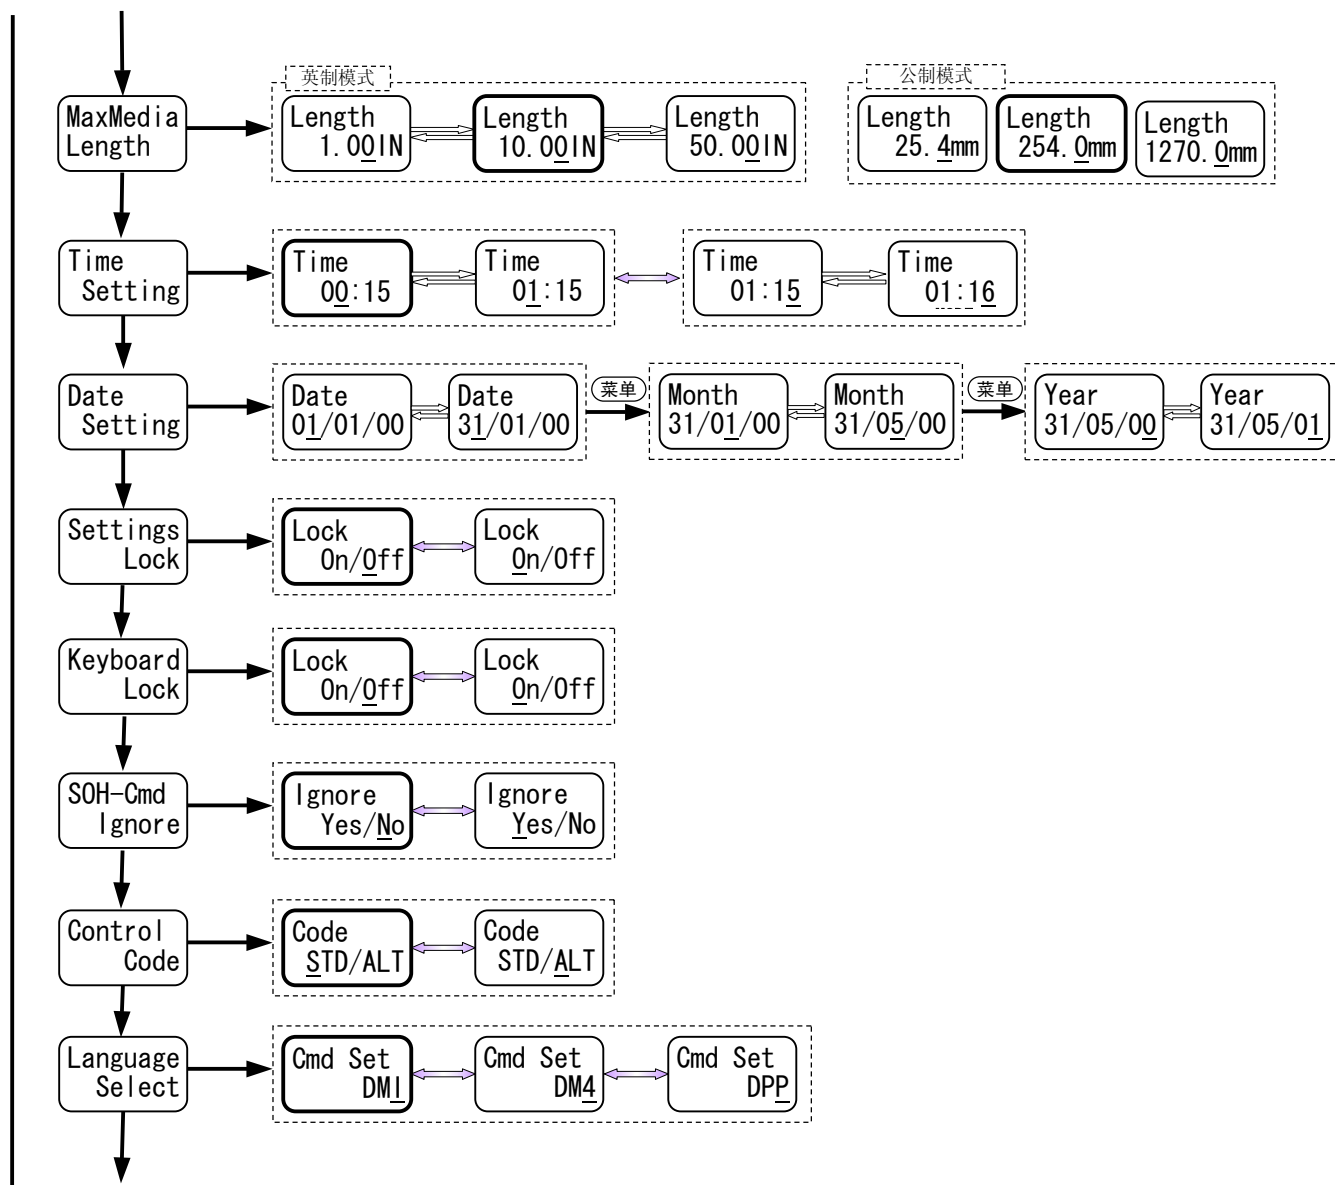 英制模式
公制模式
MaxMedia
Length
Length
1.00IN
Length
10.00IN
Length
50.00IN
Length
25.4mm
Length
254.0mm
Length
1270.0mm
Time
Setting
Time
00:15
Time
01:15
Time
01:15
Time
01:16
Date
Setting
Date
01/01/00
Date
31/01/00
菜单
Month
31/01/00
Month
31/05/00
菜单
Year
31/05/00
Year
31/05/01
Settings
Lock
Lock
On/Off
Lock
On/Off
Keyboard
Lock
Lock
On/Off
Lock
On/Off
SOH-Cmd
Ignore
Ignore
Yes/No
Ignore
Yes/No
Control
Code
Code
STD/ALT
Code
STD/ALT
Language
Select
Cmd Set
DMI
Cmd Set
DM4
Cmd Set
DPP